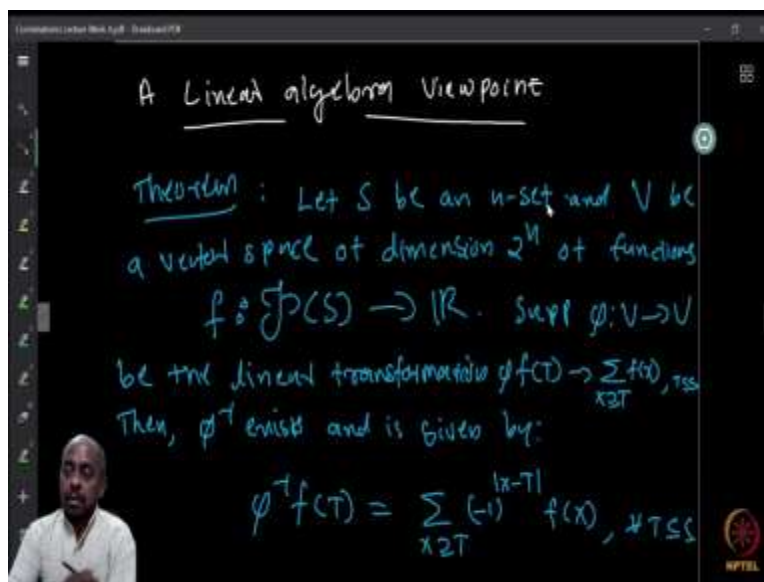 A Linear algebra Viewpoint
Theorem : Let S be an n-set and V be
a vector space of dimension 2^n of functions
f : P(S) → ℝ. Supp φ: V→V
be the linear transformation φf(T) → ∑_{X⊇T} f(X), T⊆S
Then, φ^{-1} exists and is given by:
φ^{-1}f(T) = ∑_{X⊇T} (-1)^{|X-T|} f(X), ∀ T⊆S
NPTEL